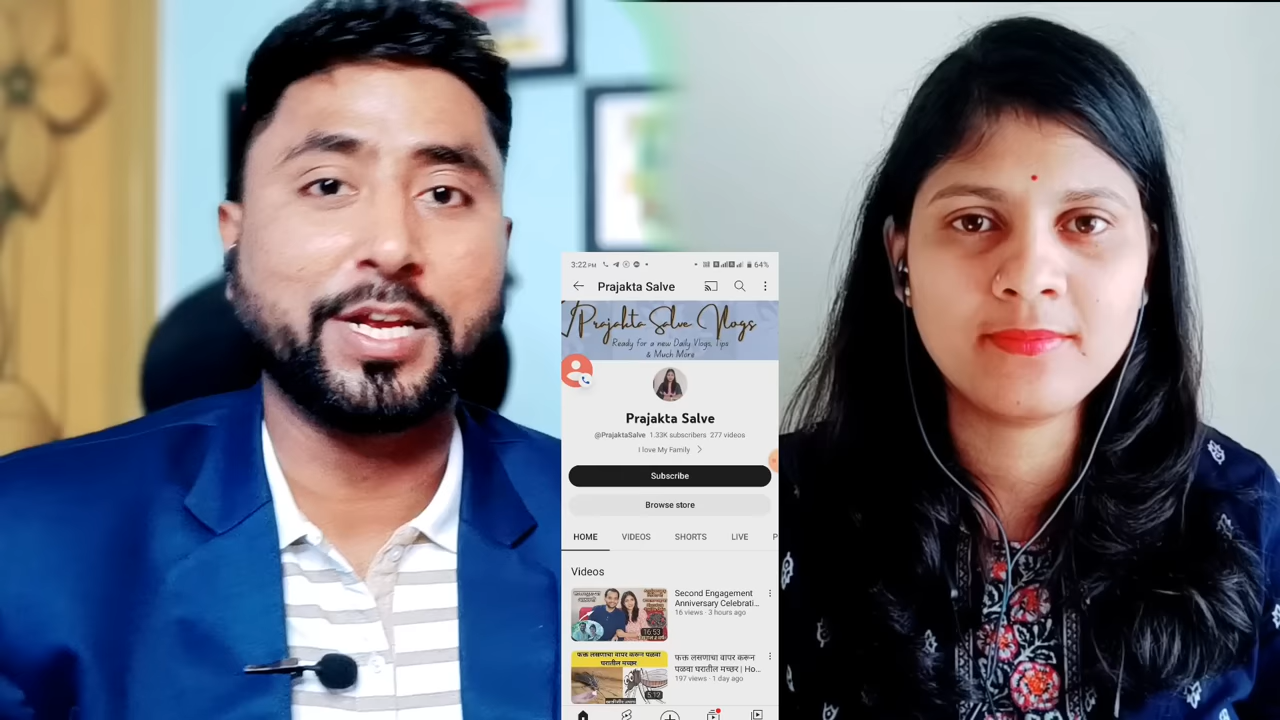 3:22 PM
64%
Prajakta Salve
Prajakta Salve Vlogs
Ready for a new Daily Vlogs, Tips
& Much More
Prajakta Salve
@PrajaktaSalve 1.33K subscribers 277 videos
I love My Family
Subscribe
Browse store
HOME VIDEOS SHORTS LIVE P
Videos
Second Engagement
Anniversary Celebrati...
16 views · 3 hours ago
16:53
फक्त लसणाचा वापर करून पळवा
घरातील मच्छर
फक्त लसणाचा वापर करून
पळवा घरातील मच्छर | Ho...
197 views · 1 day ago
5:12